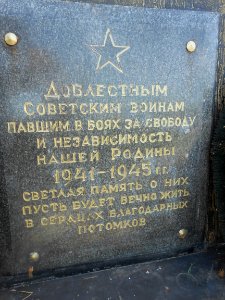 Доблестным
Советским воинам
павшим в боях за свободу
и независимость
нашей Родины
1941-1945 г.г.
Светлая память о них
пусть будет вечно жить
в сердцах благодарных
потомков